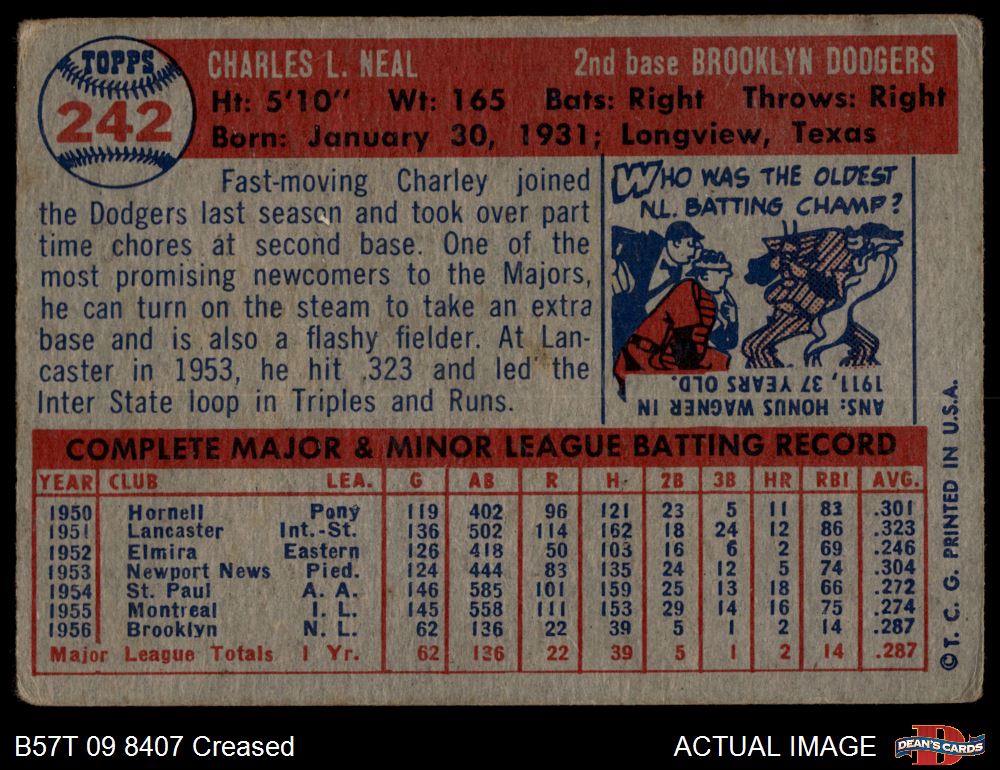 TOPPS
242
CHARLES L. NEAL 2nd base BROOKLYN DODGERS
Ht: 5'10" Wt: 165 Bats: Right Throws: Right
Born: January 30, 1931; Longview, Texas
Fast-moving Charley joined
the Dodgers last season and took over part
time chores at second base. One of the
most promising newcomers to the Majors,
he can turn on the steam to take an extra
base and is also a flashy fielder. At Lan-
caster in 1953, he hit .323 and led the
Inter State loop in Triples and Runs.
WHO WAS THE OLDEST
N.L. BATTING CHAMP?
ANS: HONUS WAGNER IN
1911, 37 YEARS OLD.
COMPLETE MAJOR & MINOR LEAGUE BATTING RECORD
YEAR CLUB LEA. G AB R H 2B 3B HR RBI AVG.
1950 Hornell Pony 119 402 96 121 23 5 11 83 .301
1951 Lancaster Int.-St. 136 502 114 162 18 24 12 86 .323
1952 Elmira Eastern 126 418 50 103 16 6 2 69 .246
1953 Newport News Pied. 124 444 83 135 24 12 5 74 .304
1954 St. Paul A. A. 146 585 101 159 25 13 18 66 .272
1955 Montreal I. L. 145 558 111 153 29 14 16 75 .274
1956 Brooklyn N. L. 62 136 22 39 5 1 2 14 .287
Major League Totals 1 Yr. 62 136 22 39 5 1 2 14 .287
© T. C. G. PRINTED IN U.S.A.
B57T 09 8407 Creased
ACTUAL IMAGE
DEAN'S CARDS